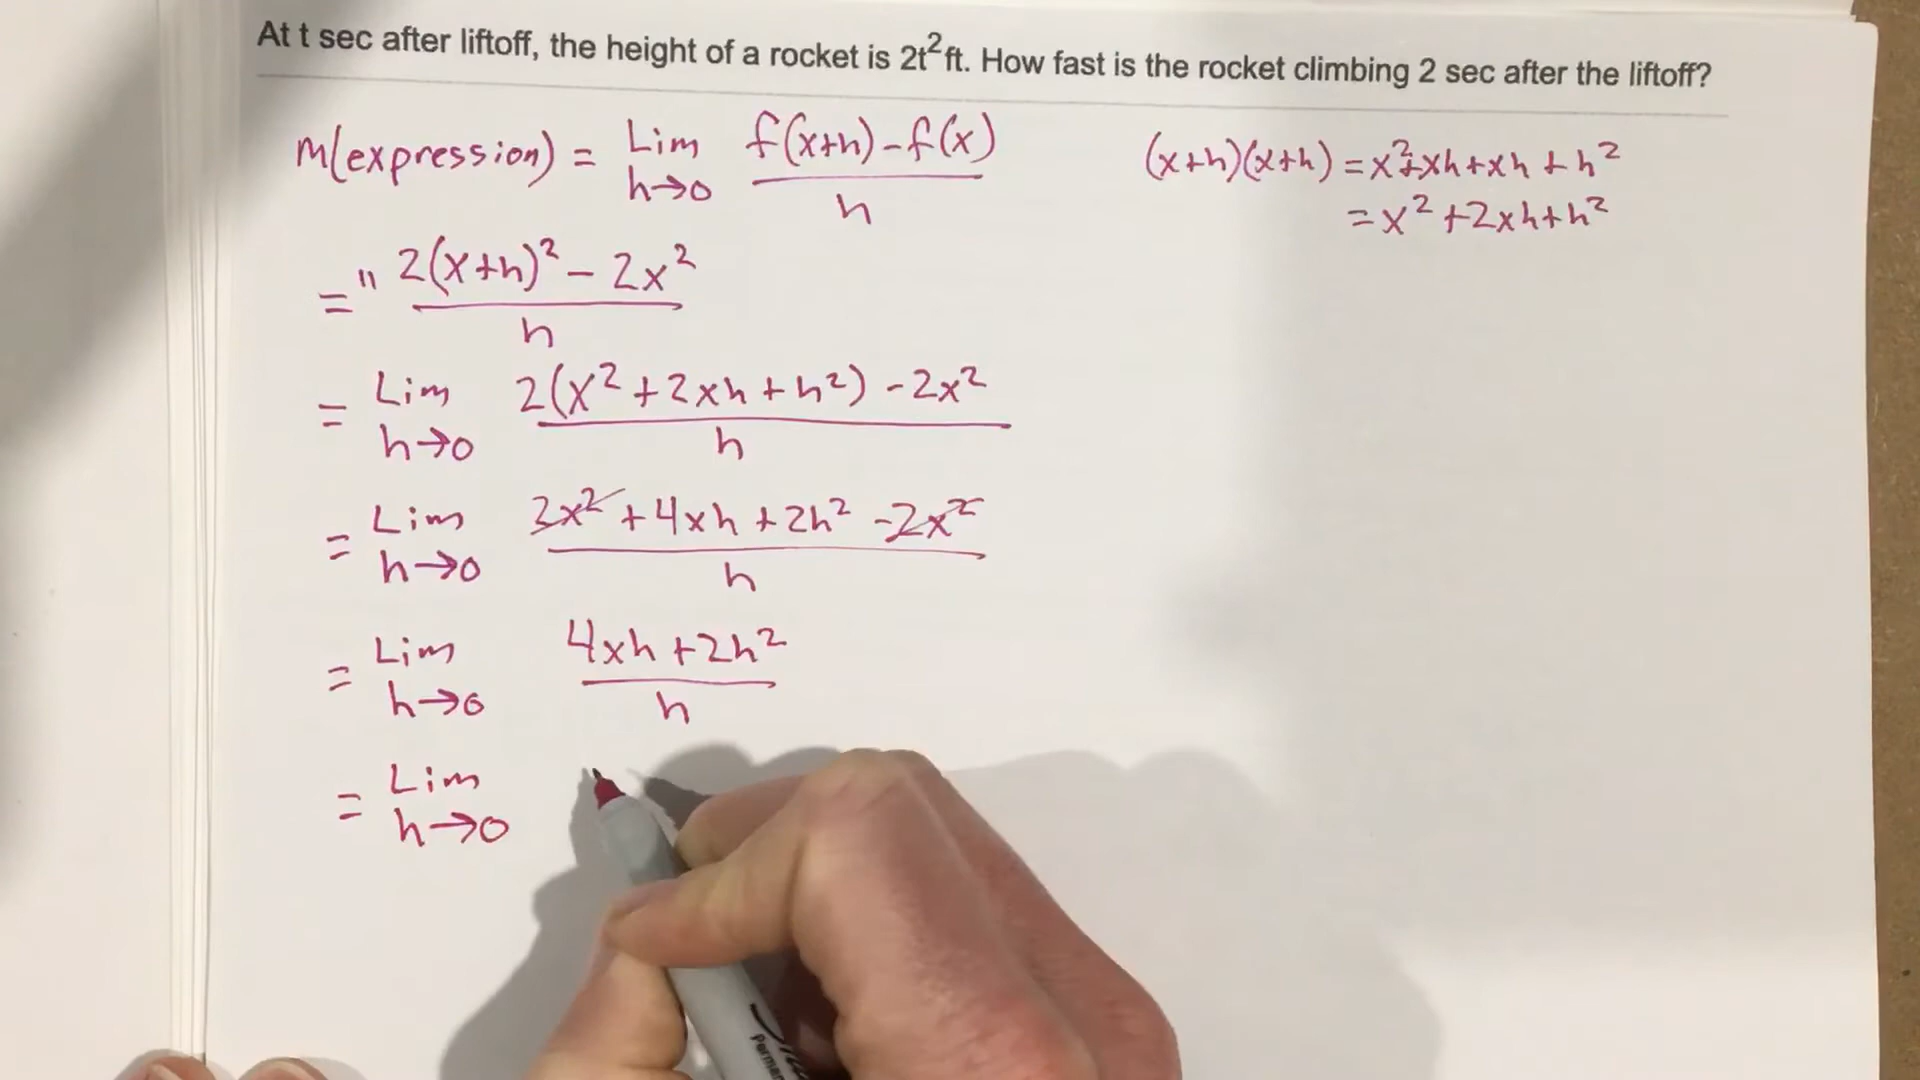 At t sec after liftoff, the height of a rocket is 2t² ft. How fast is the rocket climbing 2 sec after the liftoff?
m(expression) = Lim h→0 f(x+h)-f(x) / h
(x+h)(x+h) = x²+xh+xh+h²
= x²+2xh+h²
= " 2(x+h)² - 2x² / h
= Lim h→0 2(x²+2xh+h²) -2x² / h
= Lim h→0 2x²+4xh+2h²-2x² / h
= Lim h→0 4xh+2h² / h
= Lim h→0